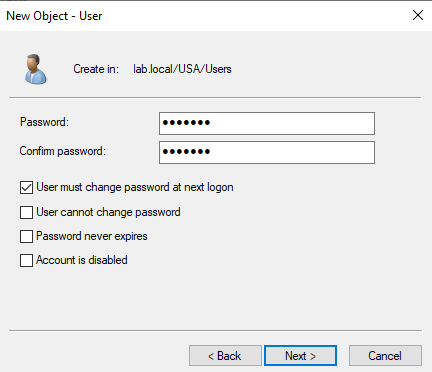 New Object - User
Create in: lab.local/USA/Users
Password: •••••••
Confirm password: •••••••
User must change password at next logon
User cannot change password
Password never expires
Account is disabled
< Back Next > Cancel